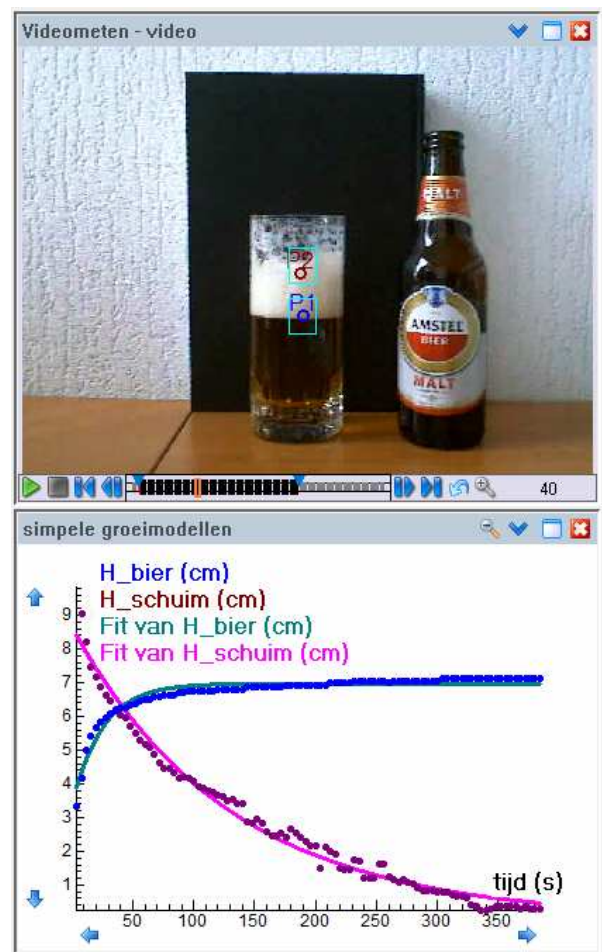 Videometen - video
MALT
P2
P1
AMSTEL
BIER
MALT
40
simpele groeimodellen
H_bier (cm)
H_schuim (cm)
Fit van H_bier (cm)
Fit van H_schuim (cm)
9
8
7
6
5
4
3
2
1
tijd (s)
50 100 150 200 250 300 350